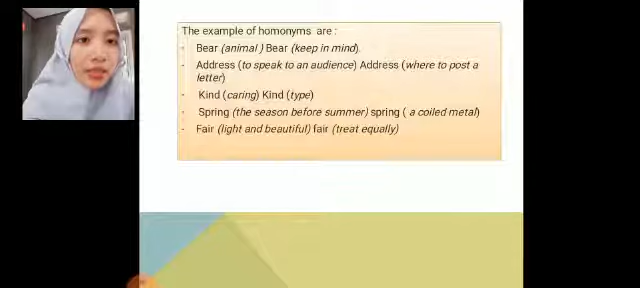 The example of homonyms are :
- Bear (animal ) Bear (keep in mind).
- Address (to speak to an audience) Address (where to post a
letter)
- Kind (caring) Kind (type)
- Spring (the season before summer) spring ( a coiled metal)
- Fair (light and beautiful) fair (treat equally)